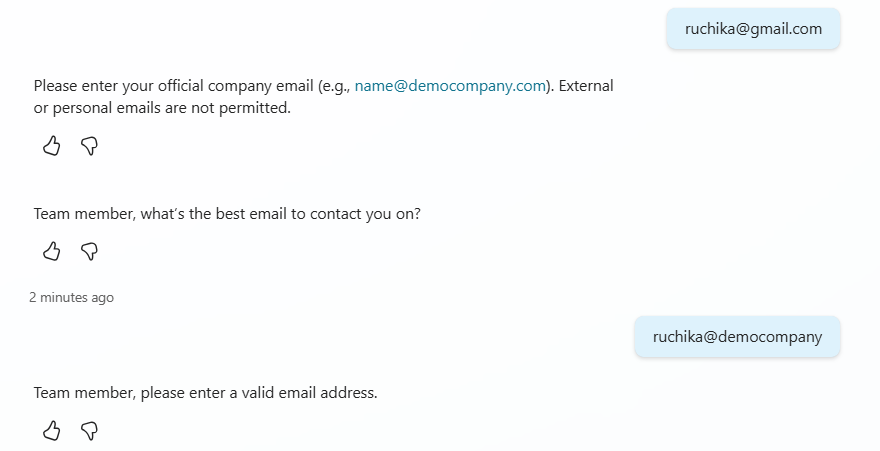 ruchika@gmail.com
Please enter your official company email (e.g., name@democompany.com). External
or personal emails are not permitted.
Team member, what's the best email to contact you on?
2 minutes ago
ruchika@democompany
Team member, please enter a valid email address.